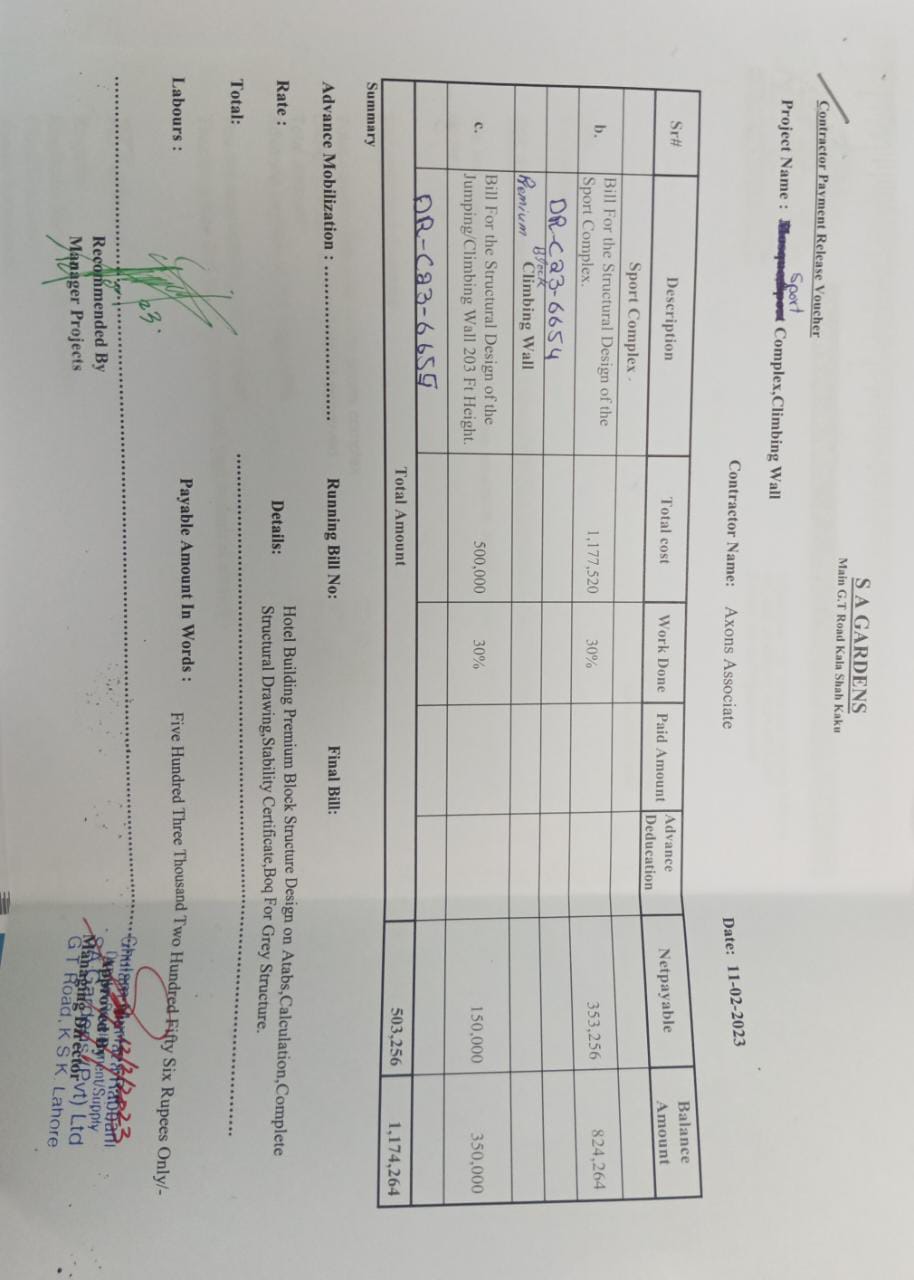 S A GARDENS
Main G.T Road Kala Shah Kaku
Contractor Payment Release Voucher
Sport
Project Name : Complex,Climbing Wall
Contractor Name: Axons Associate
Date: 11-02-2023
Sr# Description Total cost Work Done Paid Amount Advance Deducation Netpayable Balance Amount
Sport Complex .
b. Bill For the Structural Design of the Sport Complex. 1,177,520 30% 353,256 824,264
DR-C23-6654
Premium Block Climbing Wall
c. Bill For the Structural Design of the Jumping/Climbing Wall 203 Ft Height. 500,000 30% 150,000 350,000
DR-C23-6655
Total Amount 503,256 1,174,264
Summary
Advance Mobilization : .................... Running Bill No: Final Bill:
Rate : Details: Hotel Building Premium Block Structure Design on Atabs,Calculation,Complete
Structural Drawing,Stability Certificate,Boq For Grey Structure.
Total:
Labours : Payable Amount In Words : Five Hundred Three Thousand Two Hundred Fifty Six Rupees Only/-
Recommended By
Manager Projects
Approved By
Managing Director
12/2/2023
(Pvt) Ltd
G T Road, K S K. Lahore